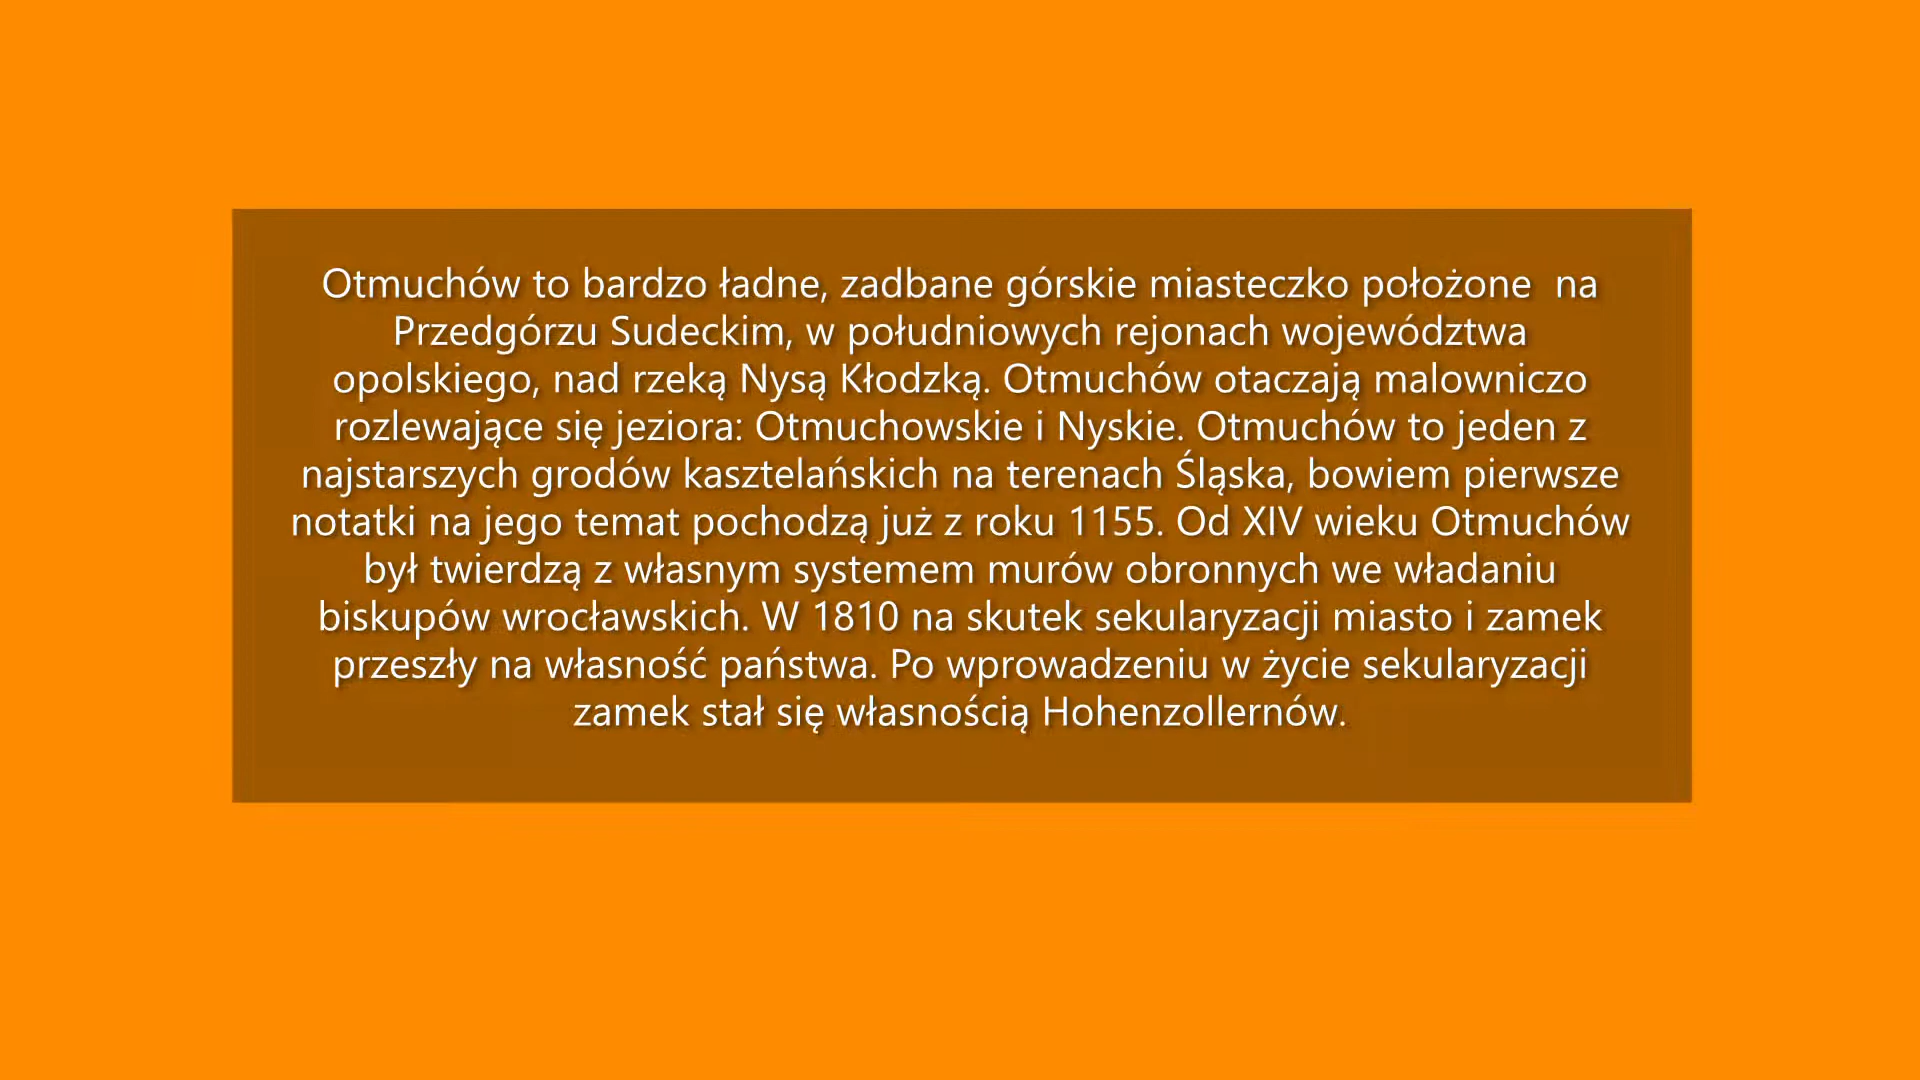 Otmuchów to bardzo ładne, zadbane górskie miasteczko położone  na
Przedgórzu Sudeckim, w południowych rejonach województwa
opolskiego, nad rzeką Nysą Kłodzką. Otmuchów otaczają malowniczo
rozlewające się jeziora: Otmuchowskie i Nyskie. Otmuchów to jeden z
najstarszych grodów kasztelańskich na terenach Śląska, bowiem pierwsze
notatki na jego temat pochodzą już z roku 1155. Od XIV wieku Otmuchów
był twierdzą z własnym systemem murów obronnych we władaniu
biskupów wrocławskich. W 1810 na skutek sekularyzacji miasto i zamek
przeszły na własność państwa. Po wprowadzeniu w życie sekularyzacji
zamek stał się własnością Hohenzollernów.